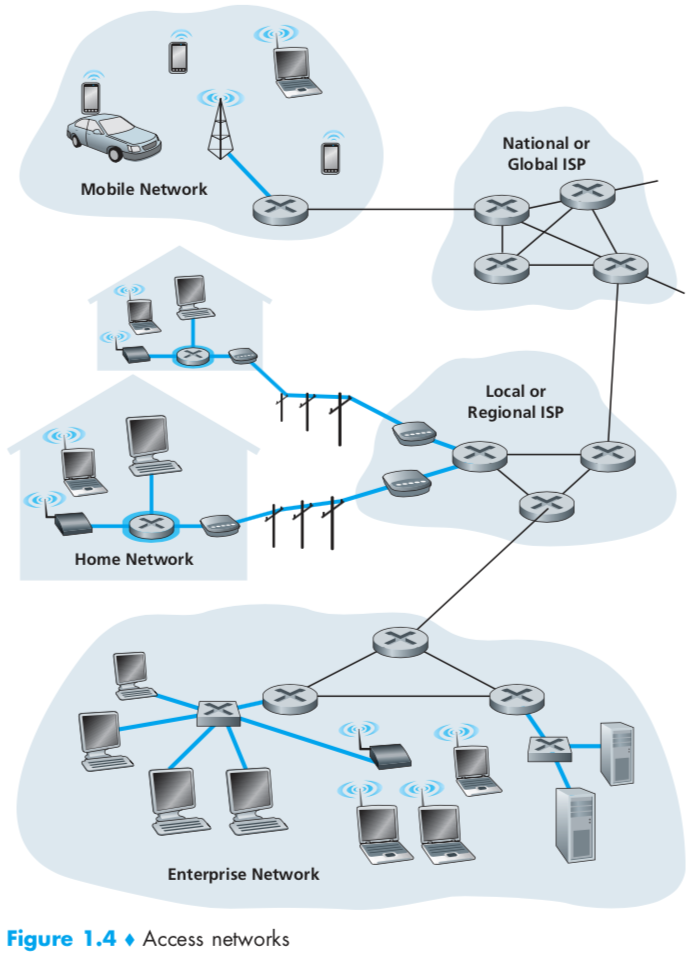 National or
Global ISP
Mobile Network
Local or
Regional ISP
Home Network
Enterprise Network
Figure 1.4 ♦ Access networks